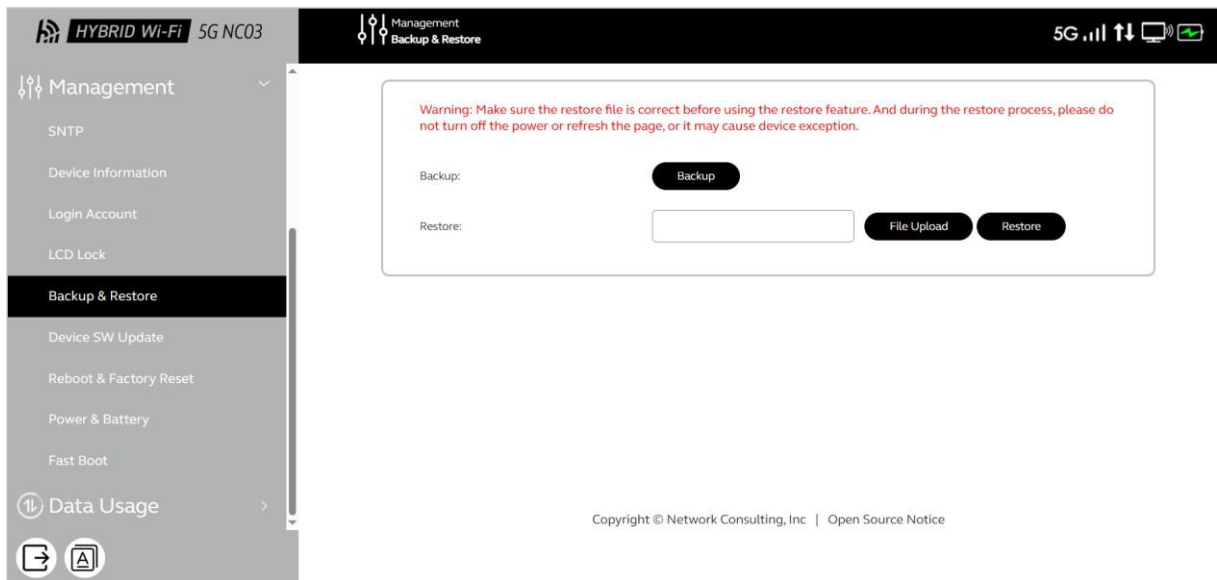 HYBRID Wi-Fi 5G NC03
Management
Backup & Restore
5G
Management
SNTP
Device Information
Login Account
LCD Lock
Backup & Restore
Device SW Update
Reboot & Factory Reset
Power & Battery
Fast Boot
Data Usage
A
Warning: Make sure the restore file is correct before using the restore feature. And during the restore process, please do
not turn off the power or refresh the page, or it may cause device exception.
Backup: Backup
Restore: File Upload Restore
Copyright © Network Consulting, Inc | Open Source Notice